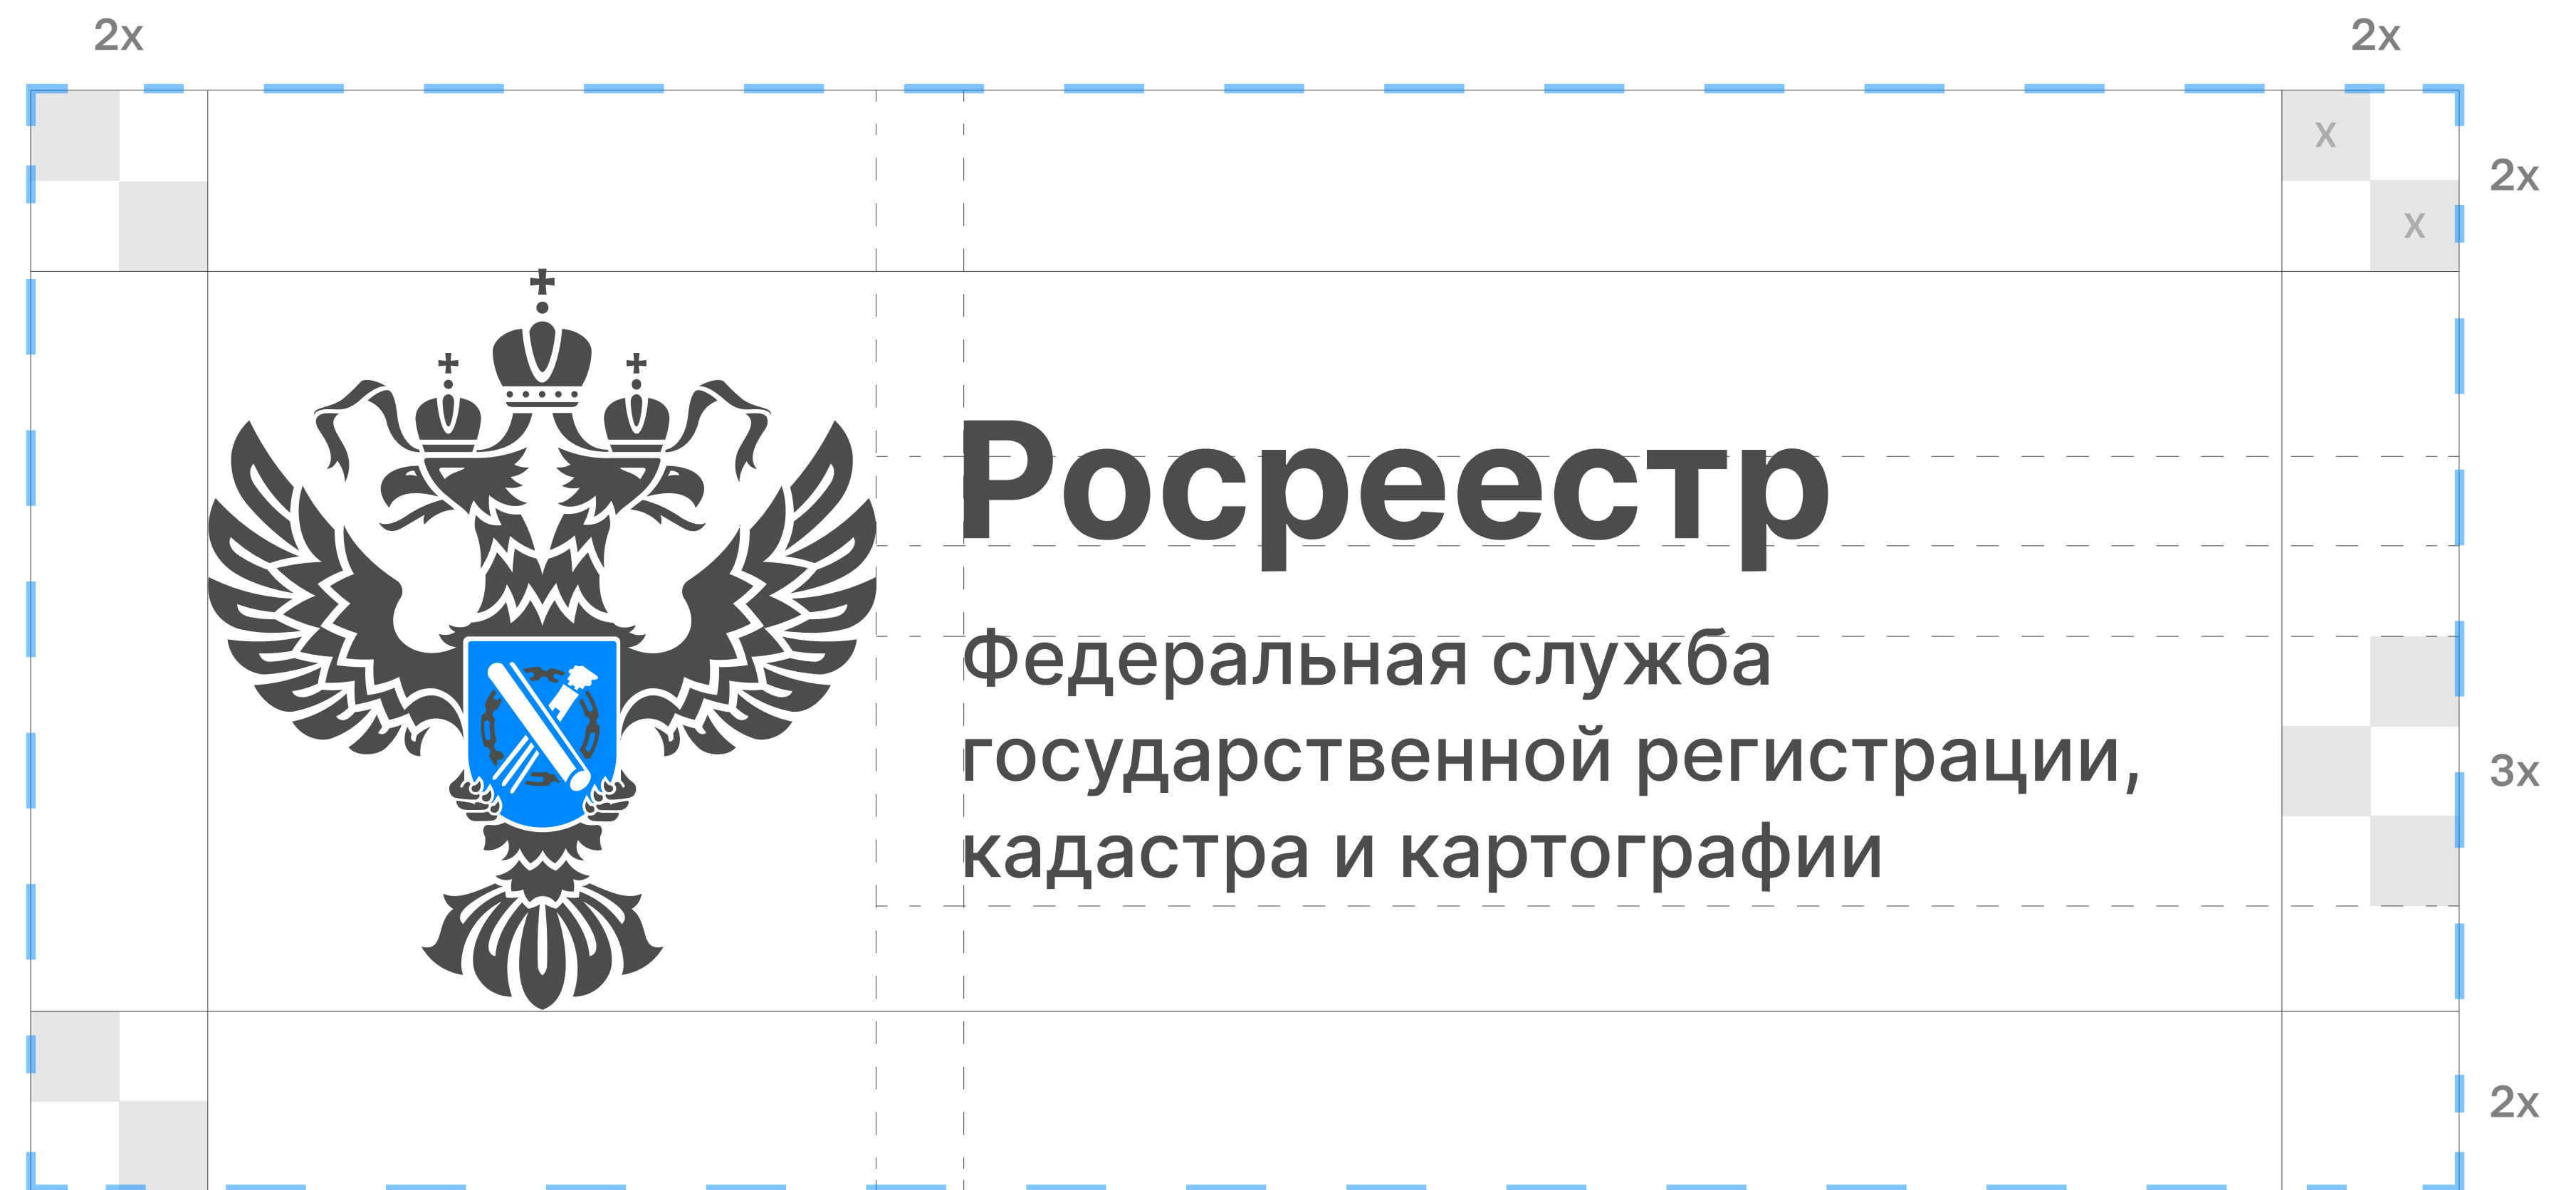 2x 2x
x
2x
x
Росреестр
Федеральная служба
государственной регистрации,
3x
кадастра и картографии
2x